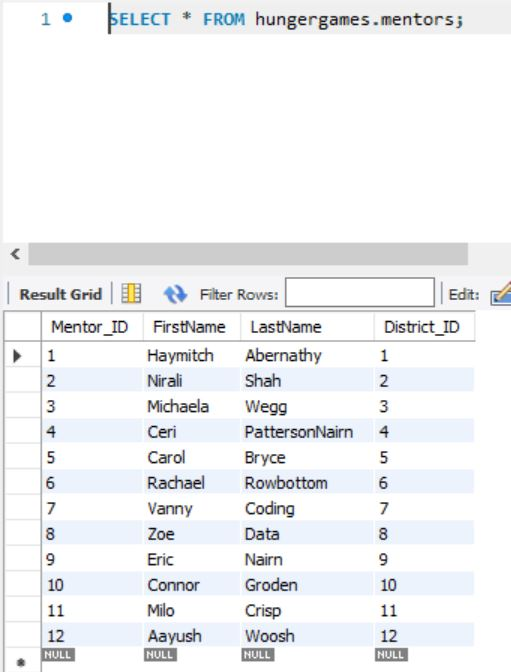 1 SELECT * FROM hungergames.mentors;
Result Grid Filter Rows: Edit:
Mentor_ID FirstName LastName District_ID
1 Haymitch Abernathy 1
2 Nirali Shah 2
3 Michaela Wegg 3
4 Ceri PattersonNairn 4
5 Carol Bryce 5
6 Rachael Rowbottom 6
7 Vanny Coding 7
8 Zoe Data 8
9 Eric Nairn 9
10 Connor Groden 10
11 Milo Crisp 11
12 Aayush Woosh 12
NULL NULL NULL NULL